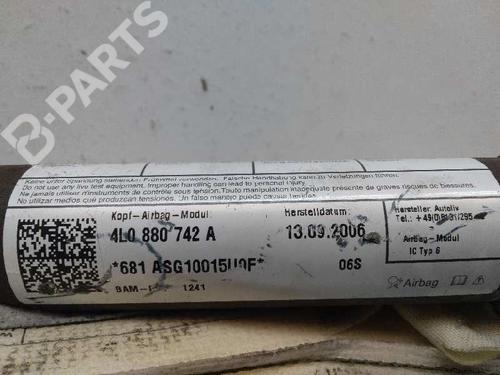 B-PARTS
Keine unter Spannung stehenden Prüfmittel verwenden. Falsche Handhabung kann zu Verletzungen führen.
Do not use any live test equipment. Improper handling can lead to personal injury.
Ne jamais utiliser d'instruments de contrôle sous tension. Toute manipulation inadéquate présente de graves risques de blessures.
No utilizar medios que produzcan tensiones. Un falso manejo puede
Kopf-Airbag-Modul
4L0 880 742 A
*681 ASG10015
BAM- 1241
Herstelldatum:
13.09.2006
06S
Hersteller: Autoliv
Tel.: +49(0)8131/295
Airbag-Modul
IC Typ 6
Airbag